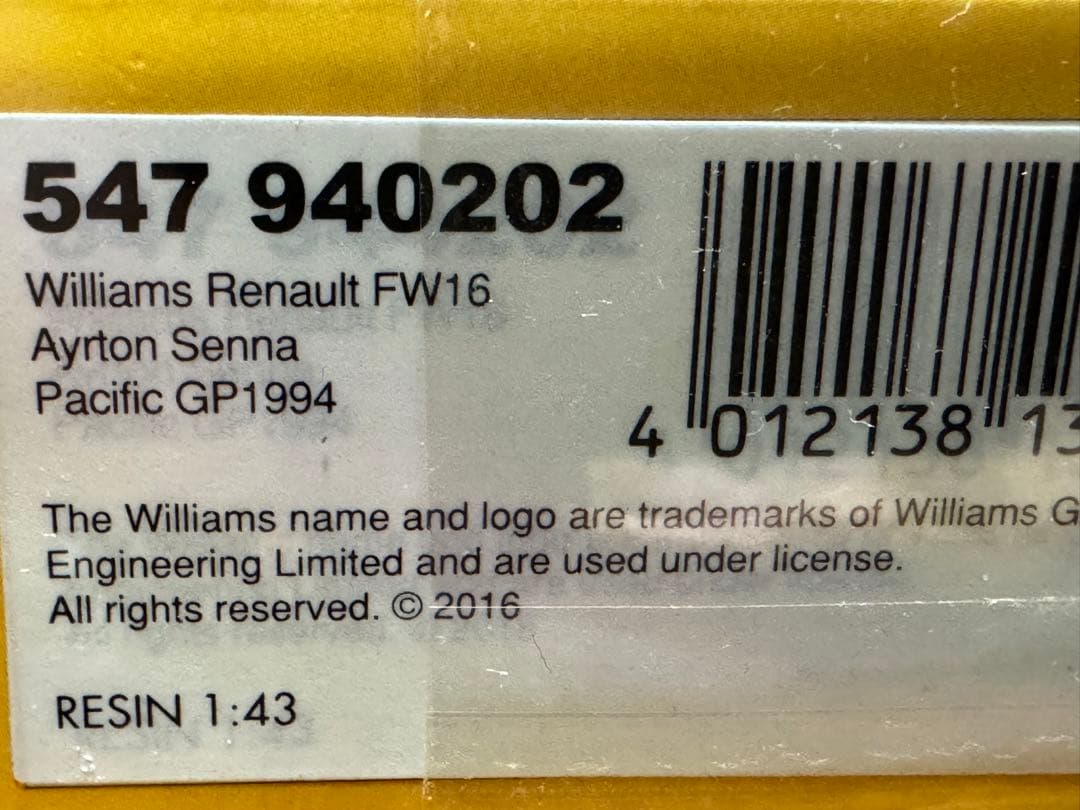 547 940202
Williams Renault FW16
Ayrton Senna
Pacific GP1994
4 012138 13
The Williams name and logo are trademarks of Williams G
Engineering Limited and are used under license.
All rights reserved. © 2016
RESIN 1:43